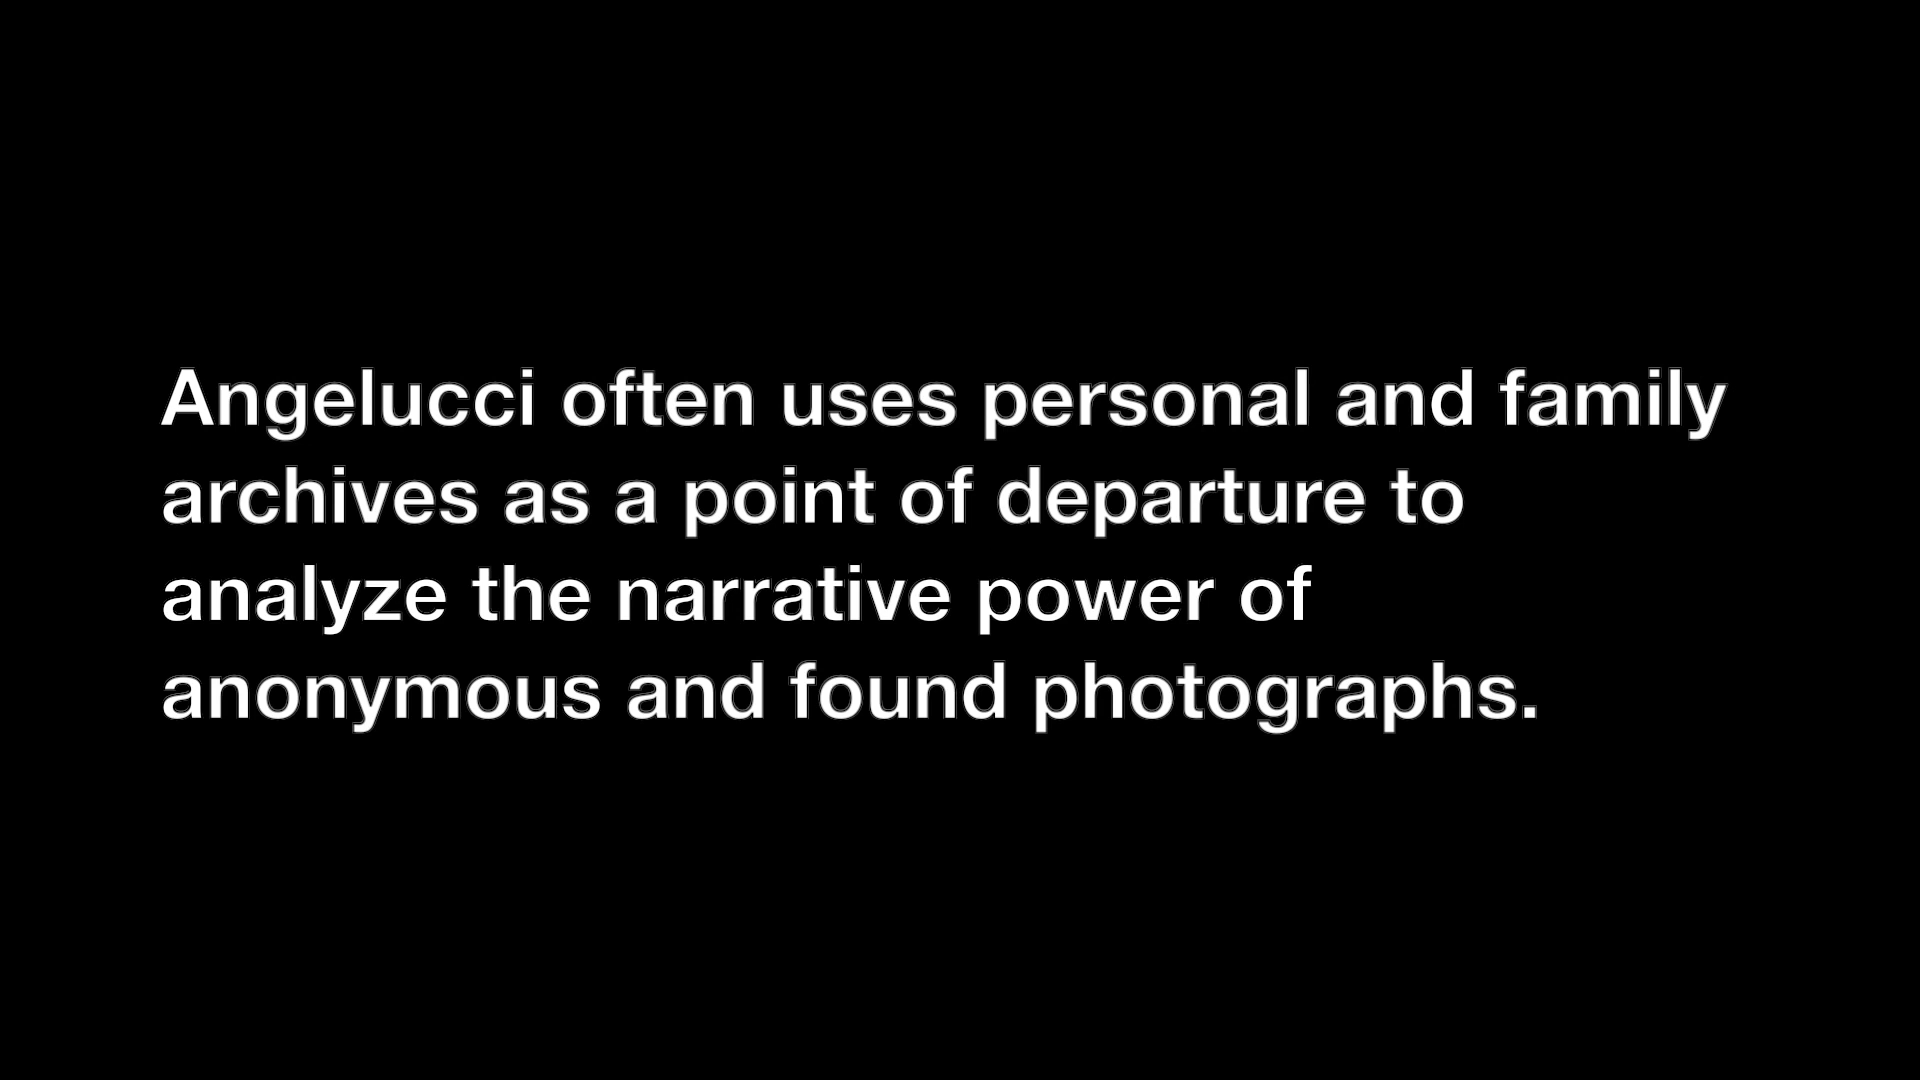 Angelucci often uses personal and family
archives as a point of departure to
analyze the narrative power of
anonymous and found photographs.